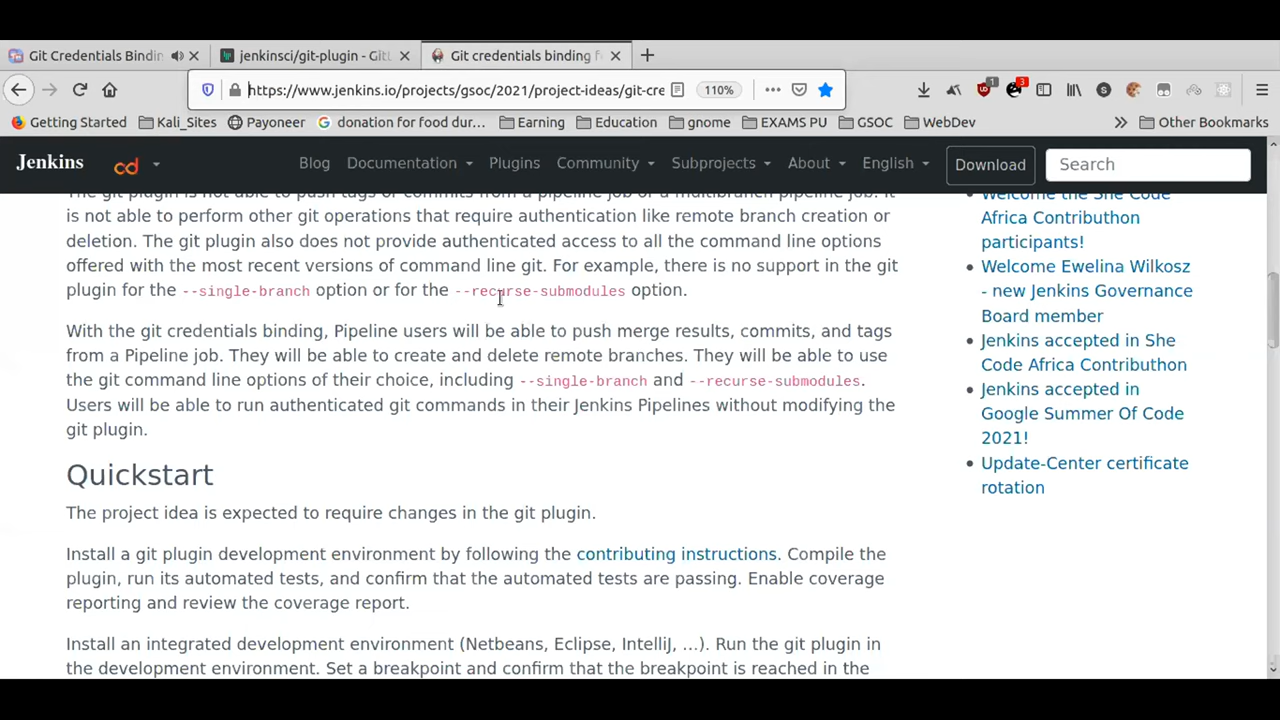 Git Credentials Bindin
jenkinsci/git-plugin - Git
Git credentials binding f
https://www.jenkins.io/projects/gsoc/2021/project-ideas/git-cre
110%
1
3
Getting Started
Kali_Sites
Payoneer
donation for food dur...
Earning
Education
gnome
EXAMS PU
GSOC
WebDev
Other Bookmarks
Jenkins
cd
Blog
Documentation
Plugins
Community
Subprojects
About
English
Download
Search
The git plugin is not able to push tags or commits from a pipeline job or a multibranch pipeline job. It
is not able to perform other git operations that require authentication like remote branch creation or
deletion. The git plugin also does not provide authenticated access to all the command line options
offered with the most recent versions of command line git. For example, there is no support in the git
plugin for the --single-branch option or for the --recurse-submodules option.
With the git credentials binding, Pipeline users will be able to push merge results, commits, and tags
from a Pipeline job. They will be able to create and delete remote branches. They will be able to use
the git command line options of their choice, including --single-branch and --recurse-submodules.
Users will be able to run authenticated git commands in their Jenkins Pipelines without modifying the
git plugin.
Quickstart
The project idea is expected to require changes in the git plugin.
Install a git plugin development environment by following the contributing instructions. Compile the
plugin, run its automated tests, and confirm that the automated tests are passing. Enable coverage
reporting and review the coverage report.
Install an integrated development environment (Netbeans, Eclipse, IntelliJ, ...). Run the git plugin in
the development environment. Set a breakpoint and confirm that the breakpoint is reached in the
Welcome the She Code
Africa Contributhon
participants!
Welcome Ewelina Wilkosz
- new Jenkins Governance
Board member
Jenkins accepted in She
Code Africa Contributhon
Jenkins accepted in
Google Summer Of Code
2021!
Update-Center certificate
rotation